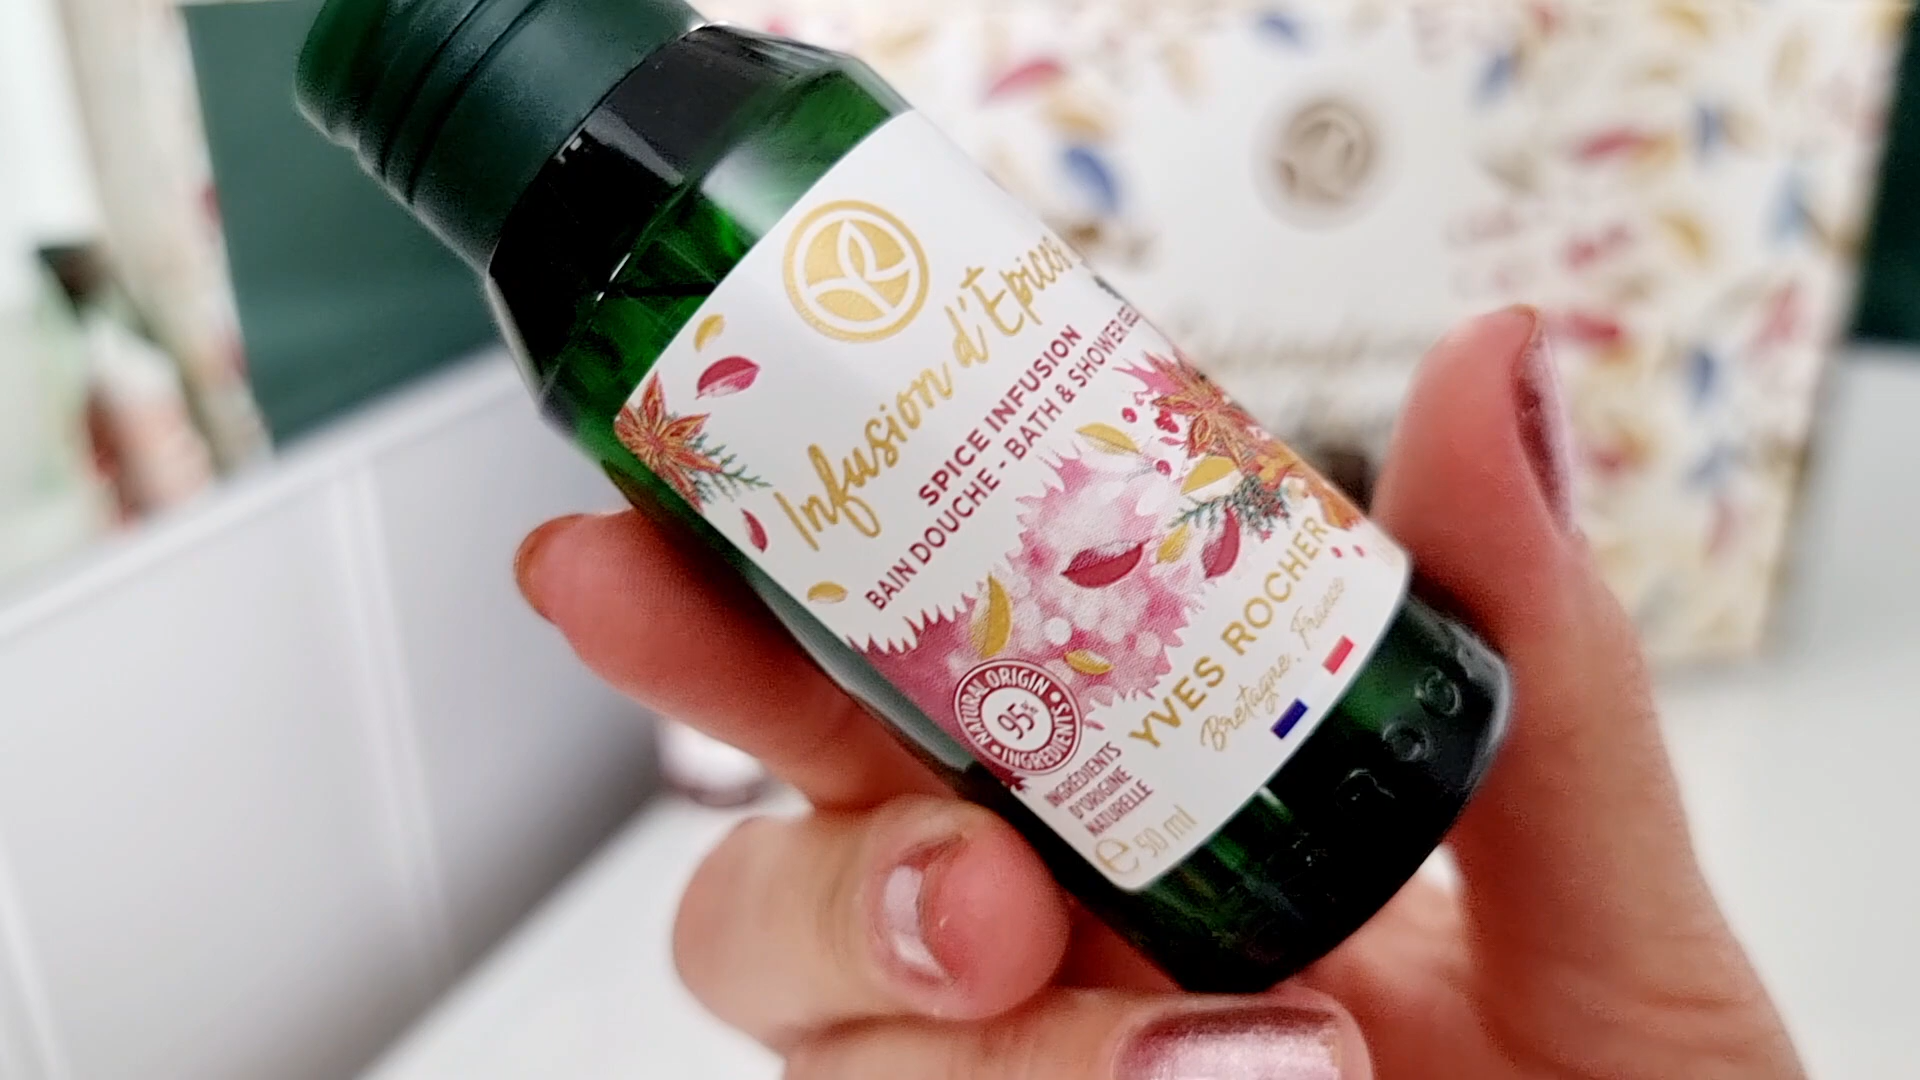 Infusion d'Épices
SPICE INFUSION
BAIN DOUCHE - BATH & SHOWER GEL
NATURAL ORIGIN
95%
INGREDIENTS
INGRÉDIENTS
D'ORIGINE
NATURELLE
YVES ROCHER
Bretagne, France
e 50 ml